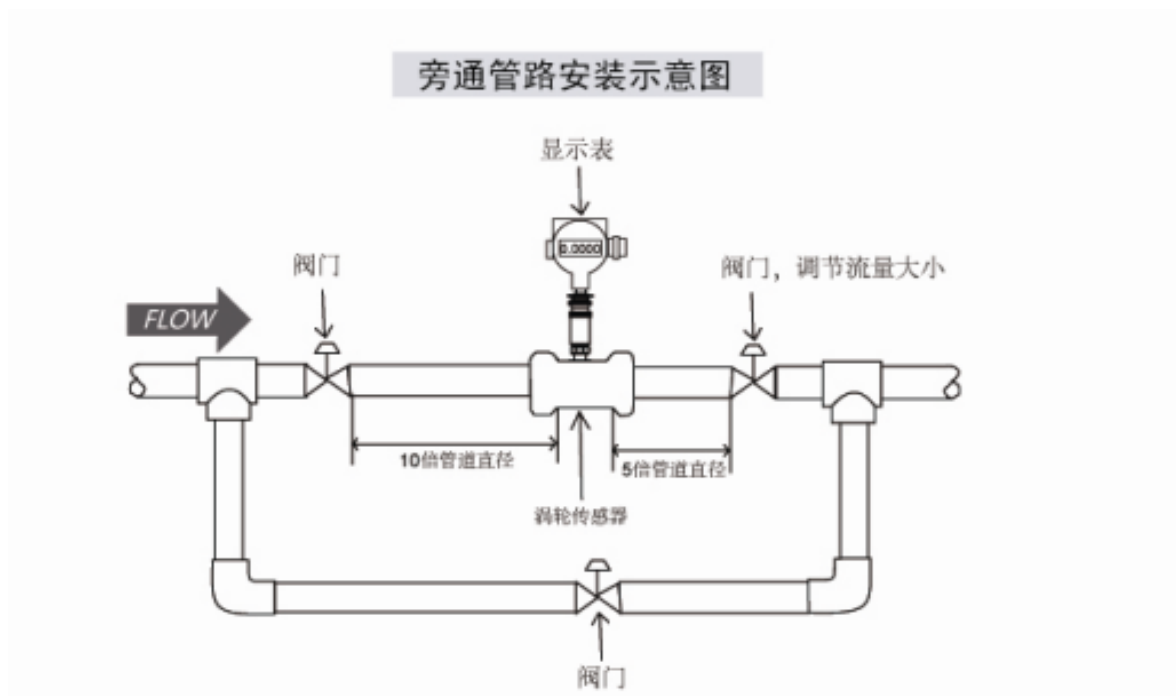 旁通管路安装示意图
显示表
0.0000
阀门
阀门，调节流量大小
FLOW
10倍管道直径
5倍管道直径
涡轮传感器
阀门